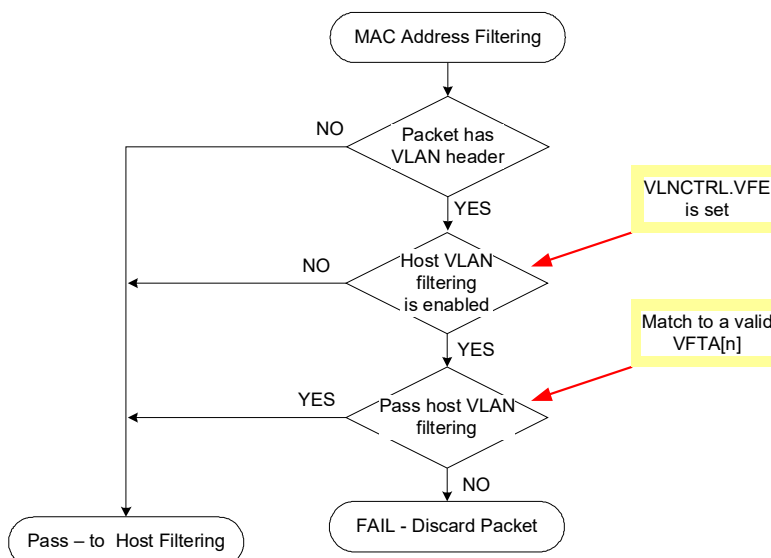 MAC Address Filtering
NO
Packet has
VLAN header
YES
VLNCTRL.VFE
is set
NO
Host VLAN
filtering
is enabled
YES
Match to a valid
VFTA[n]
YES
Pass host VLAN
filtering
NO
Pass – to Host Filtering
FAIL - Discard Packet